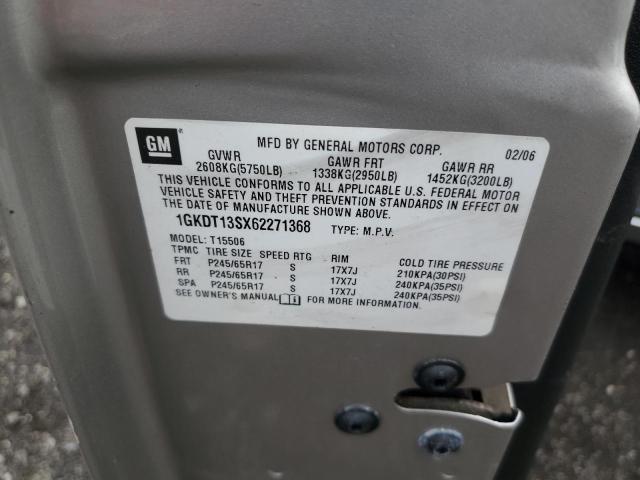 GM
MFD BY GENERAL MOTORS CORP. 02/06
GVWR GAWR FRT GAWR RR
2608KG(5750LB) 1338KG(2950LB) 1452KG(3200LB)
THIS VEHICLE CONFORMS TO ALL APPLICABLE U.S. FEDERAL MOTOR
VEHICLE SAFETY AND THEFT PREVENTION STANDARDS IN EFFECT ON
THE DATE OF MANUFACTURE SHOWN ABOVE.
1GKDT13SX62271368 TYPE: M.P.V.
MODEL: T15506
TPMC TIRE SIZE SPEED RTG RIM COLD TIRE PRESSURE
FRT P245/65R17 S 17X7J 210KPA(30PSI)
RR P245/65R17 S 17X7J 240KPA(35PSI)
SPA P245/65R17 S 17X7J 240KPA(35PSI)
SEE OWNER'S MANUAL FOR MORE INFORMATION.